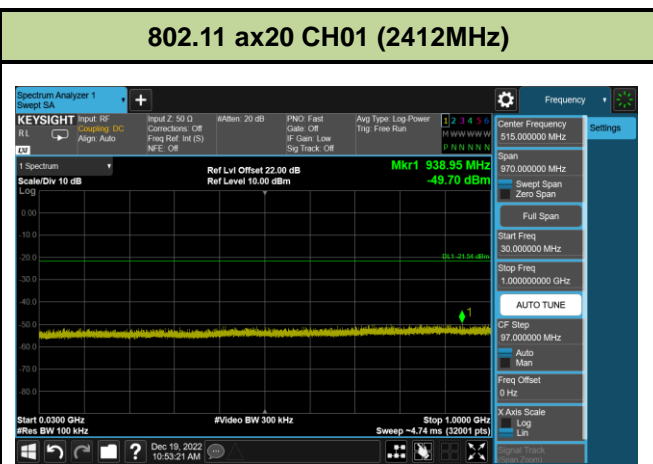 802.11 ax20 CH01 (2412MHz)
Spectrum Analyzer 1
Swept SA
Frequency
KEYSIGHT
RL
LXI
Input: RF
Coupling: DC
Align: Auto
Input Z: 50 Ω
Corrections: Off
Freq Ref: Int (S)
NFE: Off
#Atten: 20 dB
PNO: Fast
Gate: Off
IF Gain: Low
Sig Track: Off
Avg Type: Log-Power
Trig: Free Run
1 2 3 4 5 6
M W W W W W
P N N N N N
1 Spectrum
Scale/Div 10 dB
Log
Ref Lvl Offset 22.00 dB
Ref Level 10.00 dBm
Mkr1 938.95 MHz
-49.70 dBm
0.00
-10.0
-20.0
DL1 -21.54 dBm
-30.0
-40.0
1
-50.0
-60.0
-70.0
-80.0
Start 0.0300 GHz
#Res BW 100 kHz
#Video BW 300 kHz
Stop 1.0000 GHz
Sweep ~4.74 ms (32001 pts)
Center Frequency
515.000000 MHz
Settings
Span
970.000000 MHz
Swept Span
Zero Span
Full Span
Start Freq
30.000000 MHz
Stop Freq
1.000000000 GHz
AUTO TUNE
CF Step
97.000000 MHz
Auto
Man
Freq Offset
0 Hz
X Axis Scale
Log
Lin
Signal Track
(Span Zoom)
?
Dec 19, 2022
10:53:21 AM